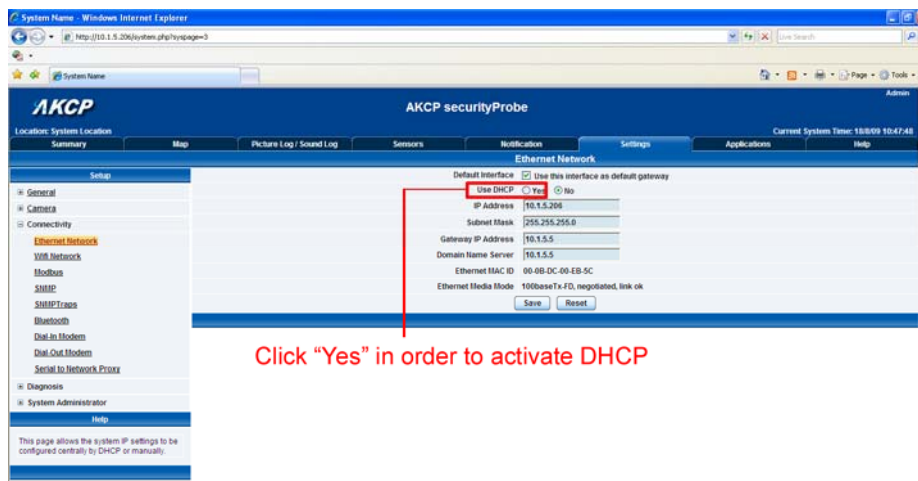 System Name - Windows Internet Explorer
http://10.1.5.206/system.php?syspage=3
Live Search
System Name
Page
Tools
Admin
AKCP
AKCP securityProbe
Location: System Location
Current System Time: 18/8/09 10:47:48
Summary
Map
Picture Log / Sound Log
Sensors
Notification
Settings
Applications
Help
Ethernet Network
Setup
General
Camera
Connectivity
Ethernet Network
Wifi Network
Modbus
SNMP
SNMPTraps
Bluetooth
Dial-In Modem
Dial-Out Modem
Serial to Network Proxy
Diagnosis
System Administrator
Help
This page allows the system IP settings to be
configured centrally by DHCP or manually.
Default Interface Use this interface as default gateway
Use DHCP Yes No
IP Address 10.1.5.206
Subnet Mask 255.255.255.0
Gateway IP Address 10.1.5.5
Domain Name Server 10.1.5.5
Ethernet MAC ID 00-0B-DC-00-EB-5C
Ethernet Media Mode 100baseTx-FD, negotiated, link ok
Save Reset
Click “Yes” in order to activate DHCP